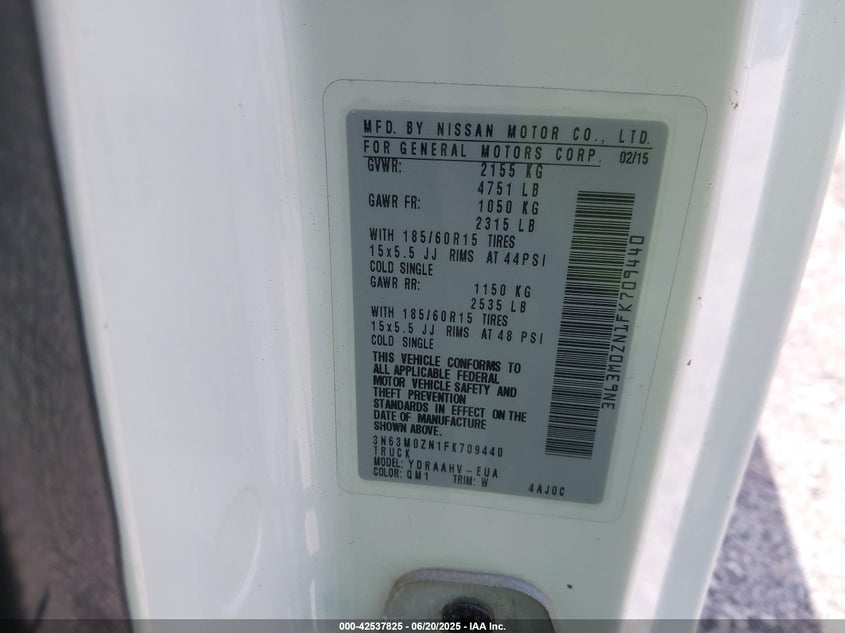 MFD. BY NISSAN MOTOR CO., LTD.
FOR GENERAL MOTORS CORP. 02/15
GVWR: 2155 KG
4751 LB
GAWR FR: 1050 KG
2315 LB
WITH 185/60R15 TIRES
15x5.5 JJ RIMS AT 44PSI
COLD SINGLE
GAWR RR: 1150 KG
2535 LB
WITH 185/60R15 TIRES
15x5.5 JJ RIMS AT 48 PSI
COLD SINGLE
THIS VEHICLE CONFORMS TO
ALL APPLICABLE FEDERAL
MOTOR VEHICLE SAFETY AND
THEFT PREVENTION
STANDARDS IN EFFECT ON THE
DATE OF MANUFACTURE
SHOWN ABOVE.
3N63M0ZN1FK709440
TRUCK
MODEL: YDRAAHV-EUA
COLOR: QM1 TRIM: W 4AJ0C
3N63M0ZN1FK709440
000-42537825 - 06/20/2025 - IAA Inc.